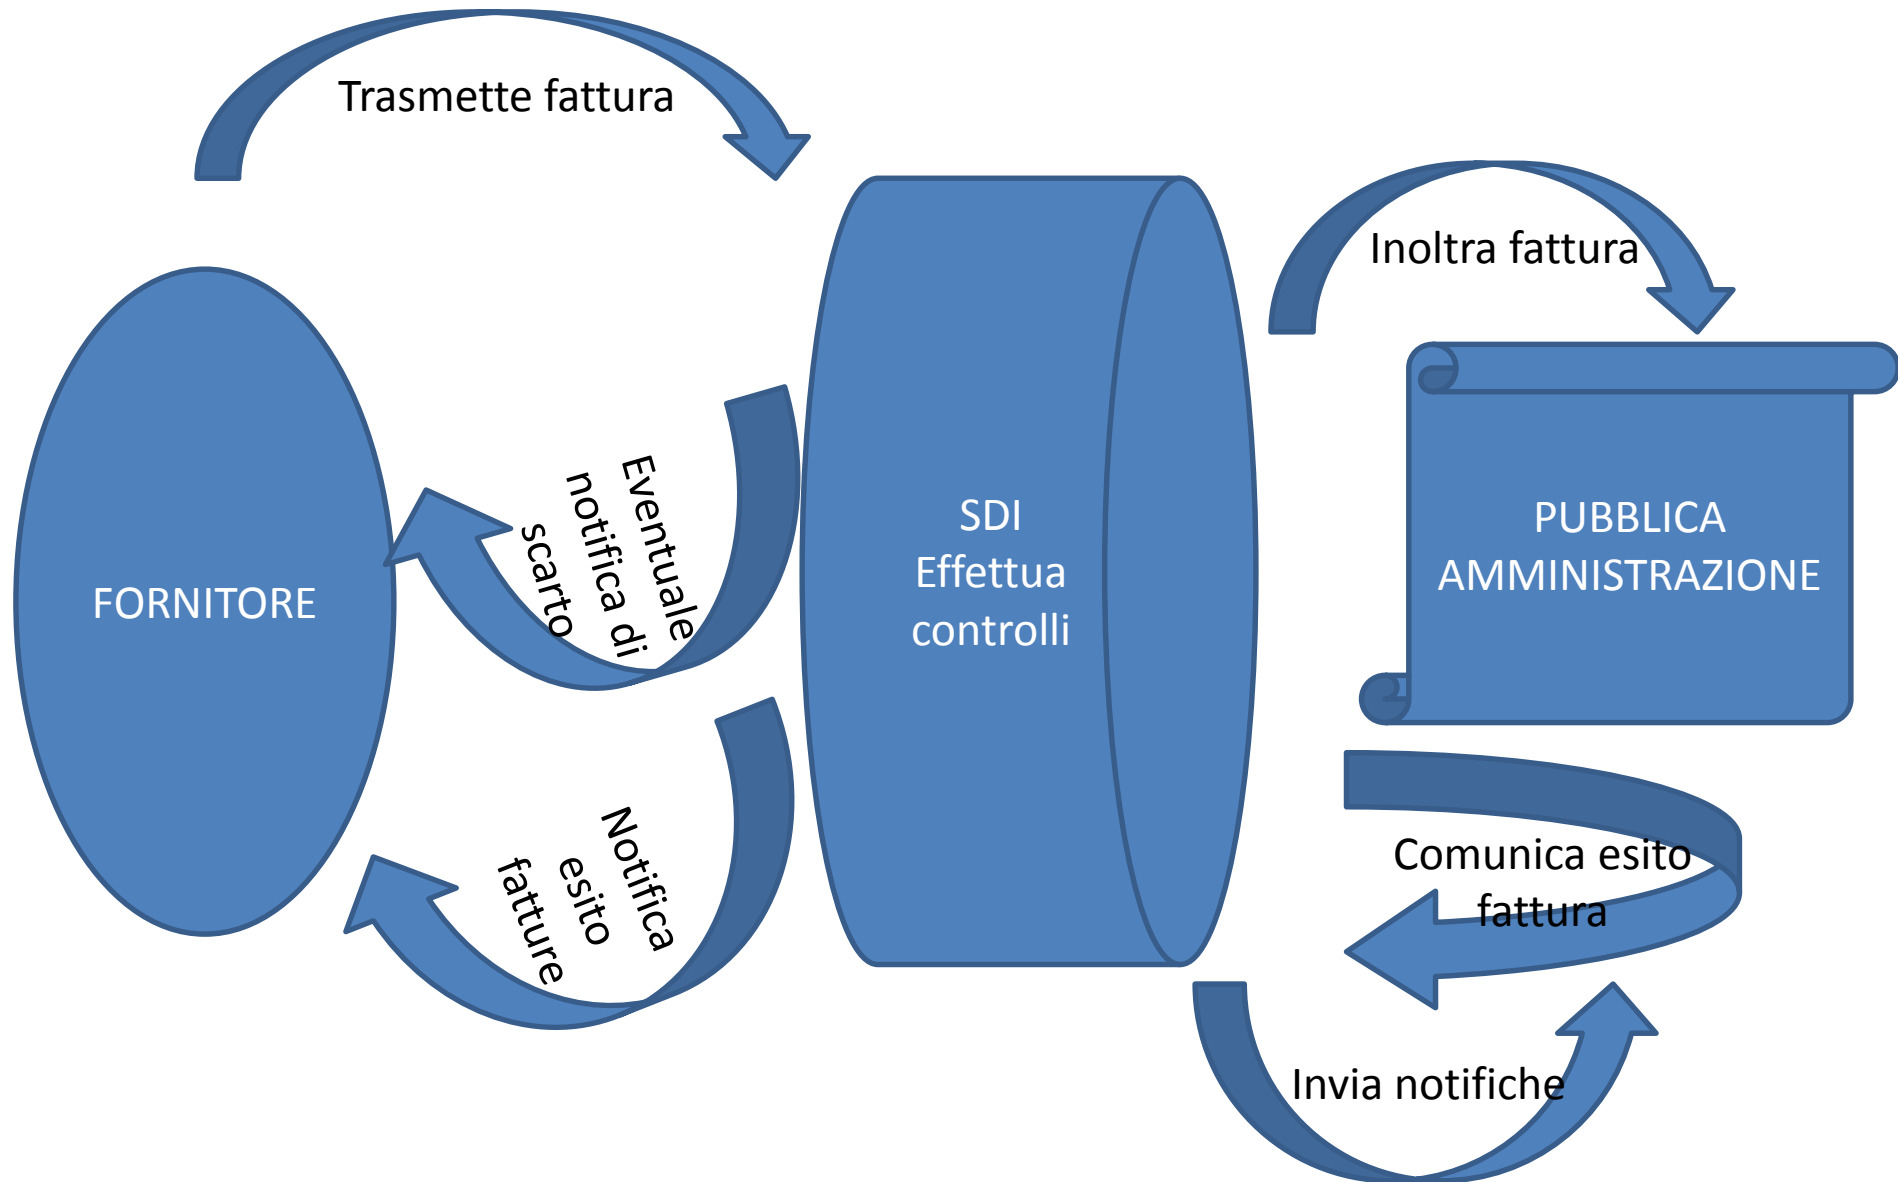 Trasmette fattura
Inoltra fattura
FORNITORE
Eventuale
notifica di
scarto
SDI
Effettua
controlli
PUBBLICA
AMMINISTRAZIONE
Notifica
esito
fatture
Comunica esito
fattura
Invia notifiche